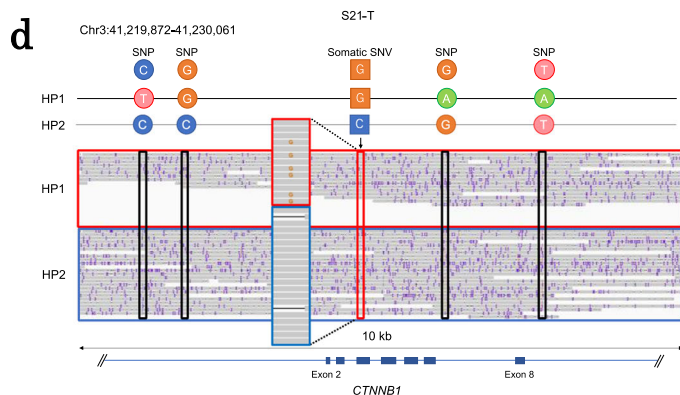 d
S21-T
Chr3:41,219,872-41,230,061
SNP SNP Somatic SNV SNP SNP
C G G G T
HP1 T G G A A
HP2 C C C G T
HP1
G
G
G
G
G
G
HP2
10 kb
Exon 2 Exon 8
CTNNB1